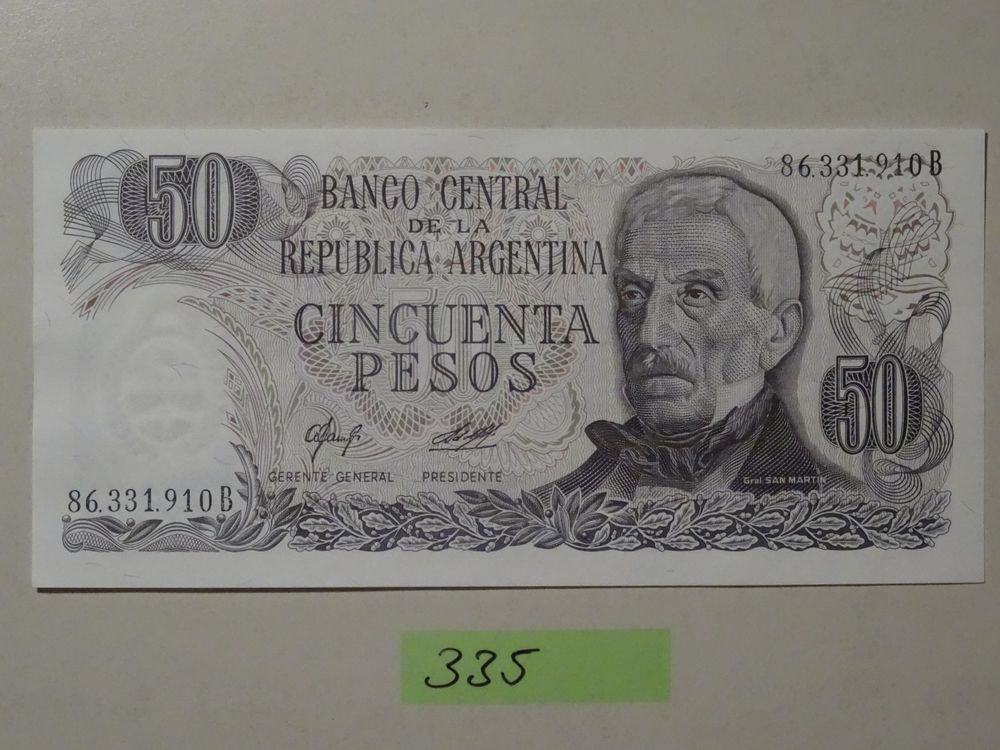 50
86.331.910 B
BANCO CENTRAL
DE LA
REPUBLICA ARGENTINA
CINCUENTA
PESOS
50
50
GERENTE GENERAL PRESIDENTE
Gral SAN MARTIN
86.331.910 B
335